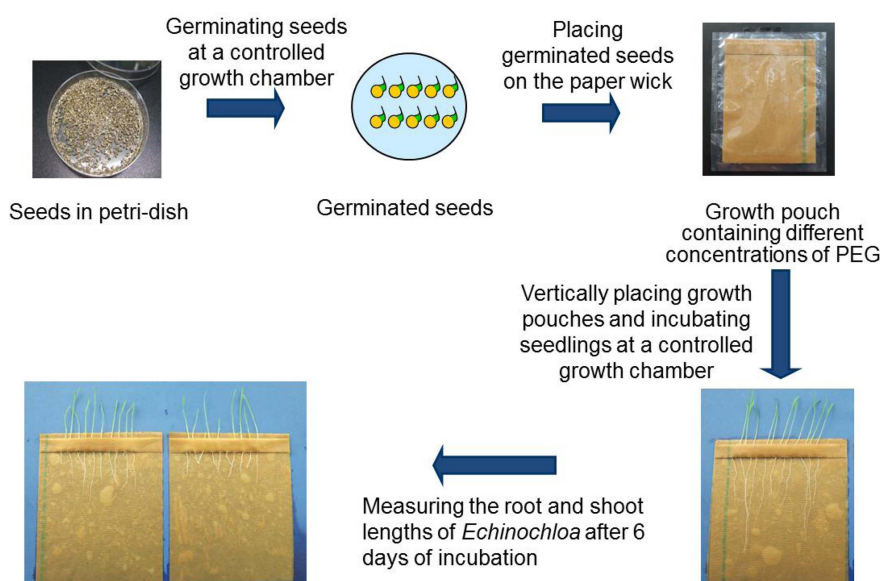 Germinating seeds
at a controlled
growth chamber
Placing
germinated seeds
on the paper wick
Seeds in petri-dish
Germinated seeds
Growth pouch
containing different
concentrations of PEG
Vertically placing growth
pouches and incubating
seedlings at a controlled
growth chamber
Measuring the root and shoot
lengths of Echinochloa after 6
days of incubation